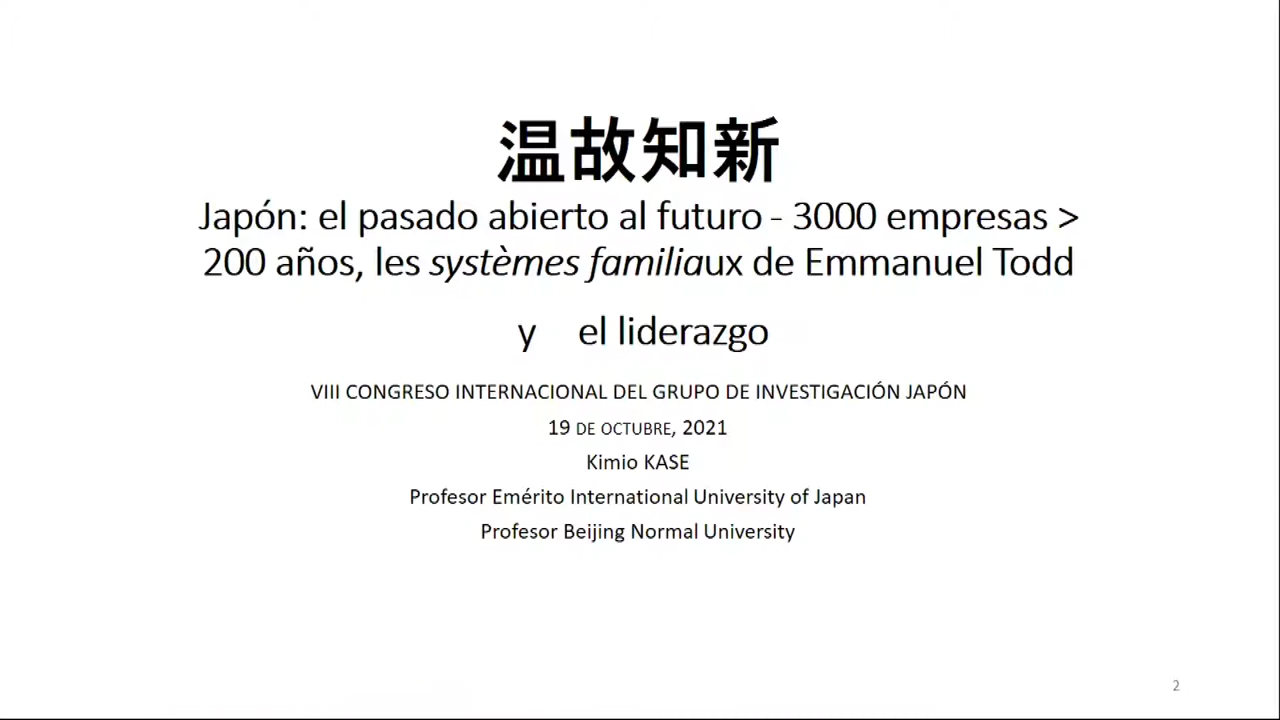 温故知新
Japón: el pasado abierto al futuro - 3000 empresas >
200 años, les systèmes familiaux de Emmanuel Todd
y el liderazgo
VIII CONGRESO INTERNACIONAL DEL GRUPO DE INVESTIGACIÓN JAPÓN
19 DE OCTUBRE, 2021
Kimio KASE
Profesor Emérito International University of Japan
Profesor Beijing Normal University
2